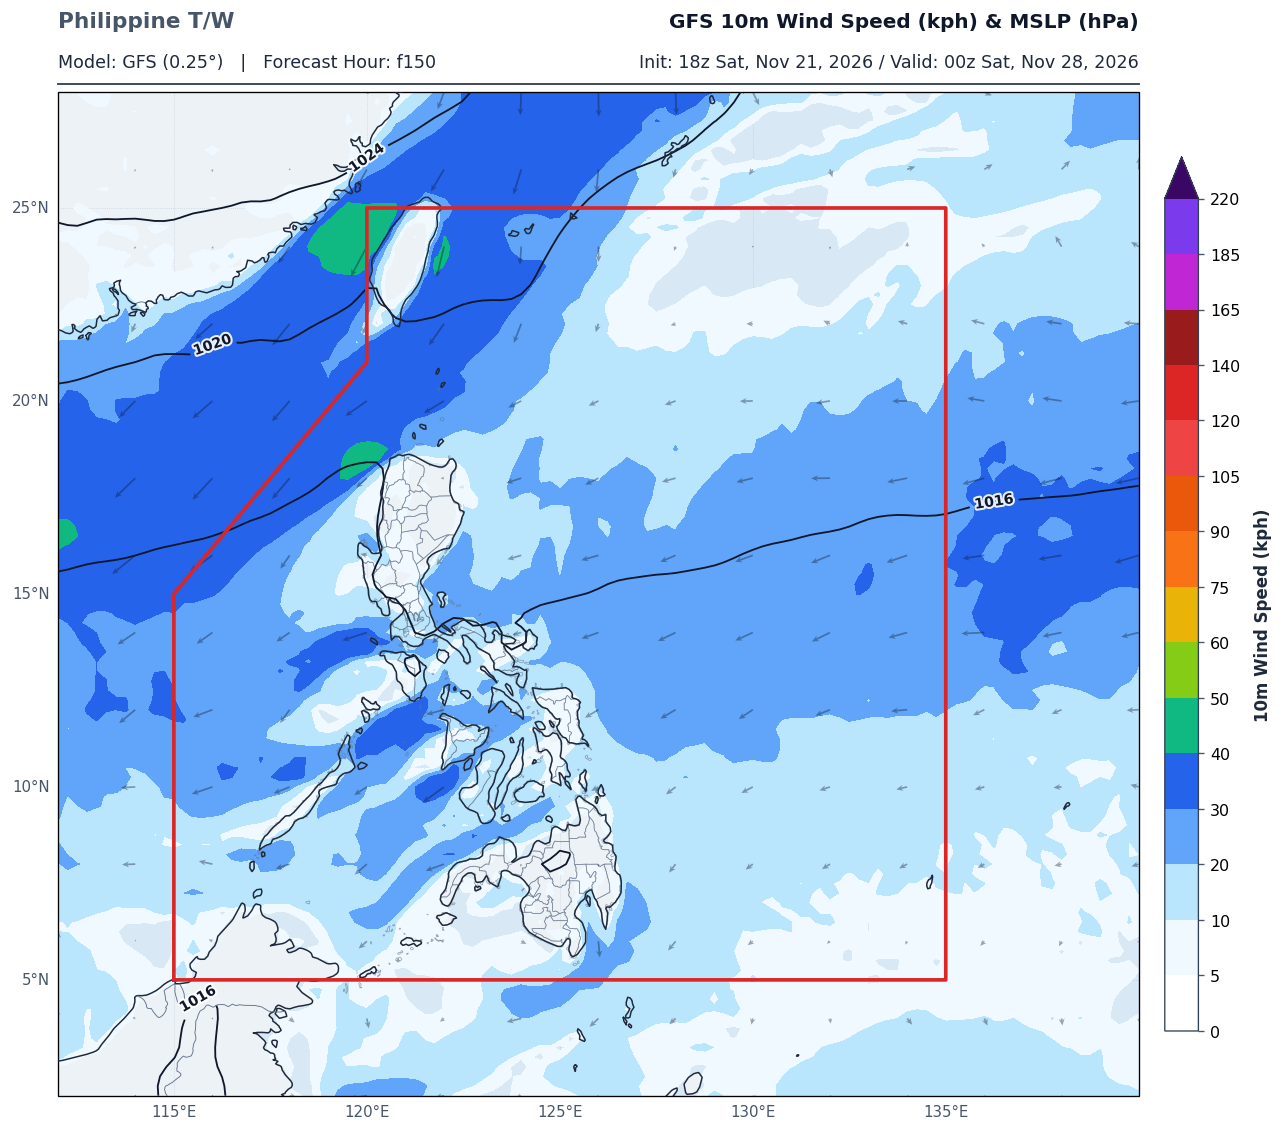 Philippine T/W
GFS 10m Wind Speed (kph) & MSLP (hPa)
Model: GFS (0.25°) | Forecast Hour: f150
Init: 18z Sat, Nov 21, 2026 / Valid: 00z Sat, Nov 28, 2026
1024
1020
1016
1016
25°N
20°N
15°N
10°N
5°N
115°E
120°E
125°E
130°E
135°E
220
185
165
140
120
105
90
75
60
50
40
30
20
10
5
0
10m Wind Speed (kph)